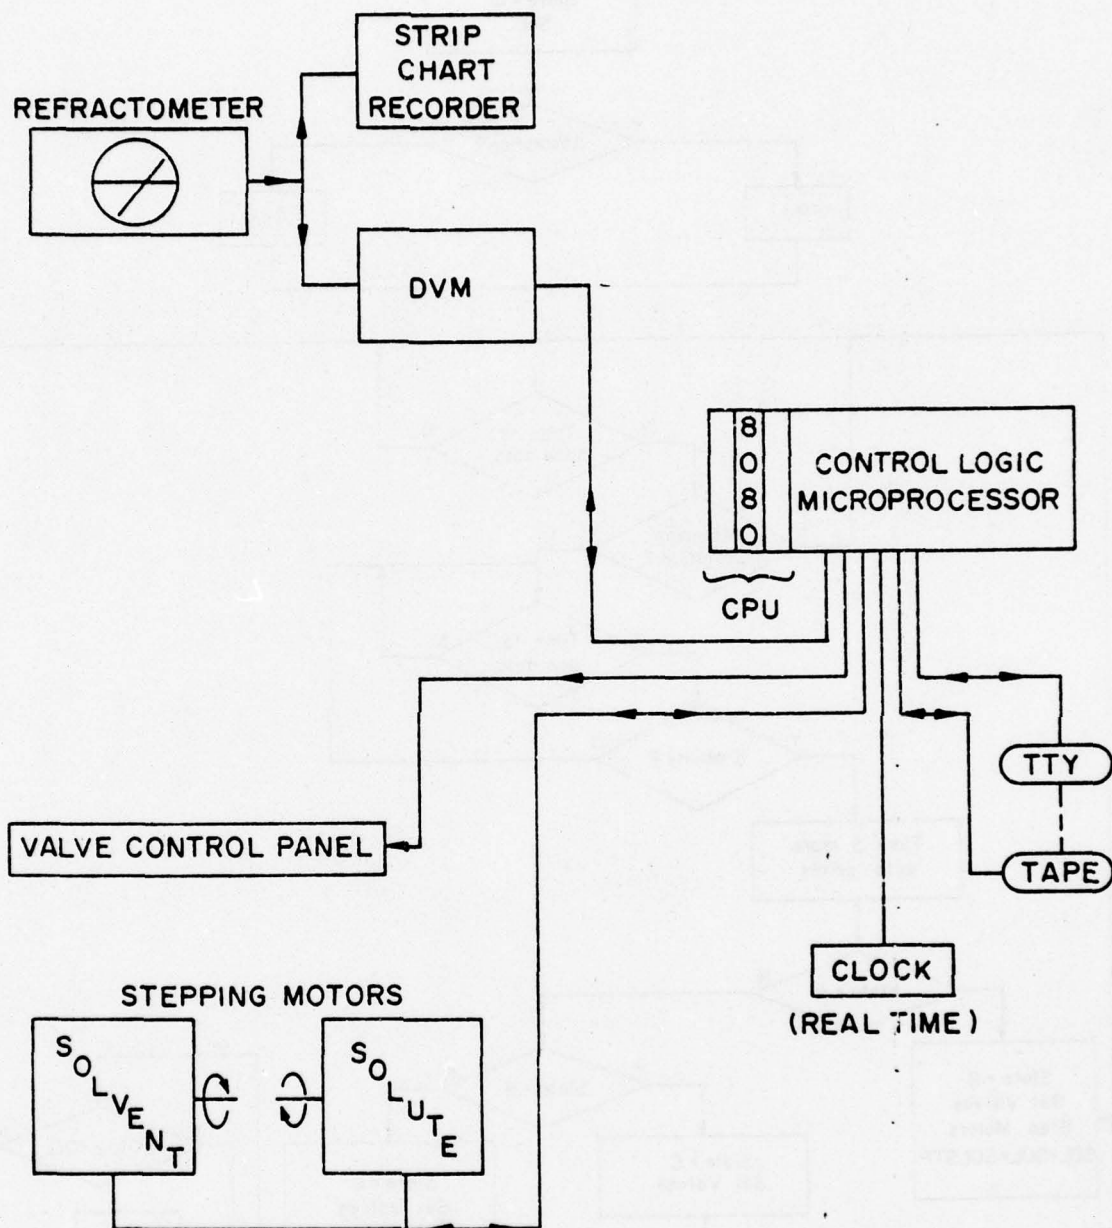 STRIP
CHART
RECORDER
REFRACTOMETER
DVM
8
0
8
0
CONTROL LOGIC
MICROPROCESSOR
CPU
TTY
VALVE CONTROL PANEL
TAPE
CLOCK
(REAL TIME)
STEPPING MOTORS
SOLVENT
SOLUTE